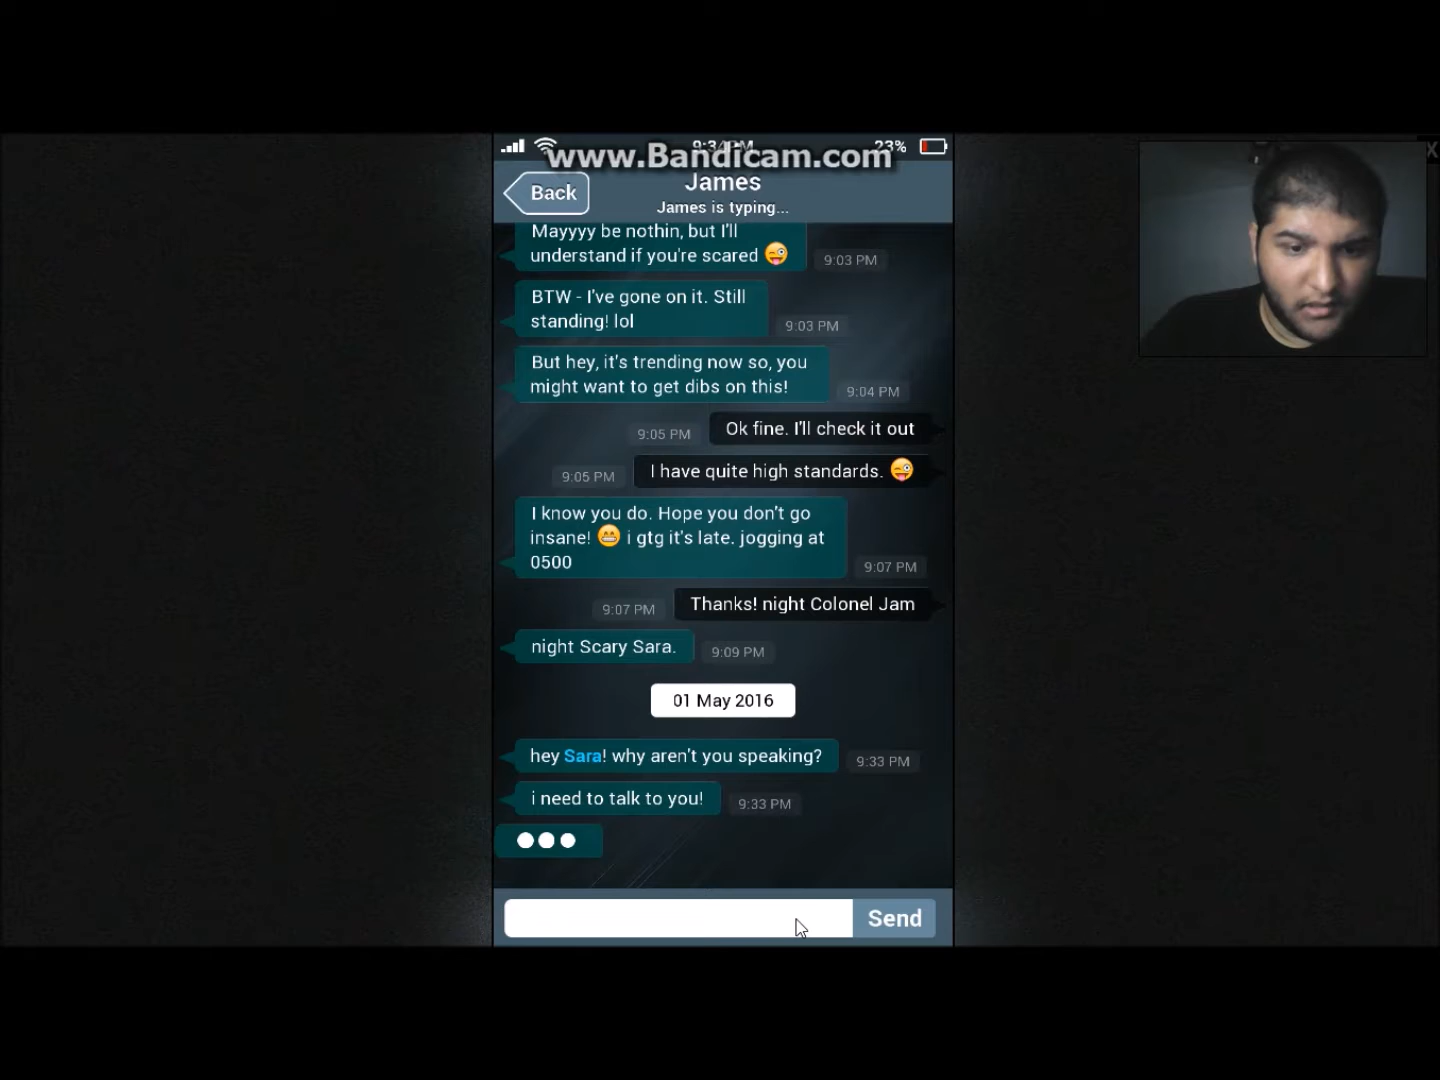 9:34PM 23%
www.Bandicam.com
Back
James
James is typing...
Mayyyy be nothin, but I'll
understand if you're scared 😜
9:03 PM
BTW - I've gone on it. Still
standing! lol
9:03 PM
But hey, it's trending now so, you
might want to get dibs on this!
9:04 PM
Ok fine. I'll check it out
9:05 PM
I have quite high standards. 😜
9:05 PM
I know you do. Hope you don't go
insane! 😁 i gtg it's late. jogging at
0500
9:07 PM
Thanks! night Colonel Jam
9:07 PM
night Scary Sara.
9:09 PM
01 May 2016
hey Sara! why aren't you speaking?
9:33 PM
i need to talk to you!
9:33 PM
Send
X